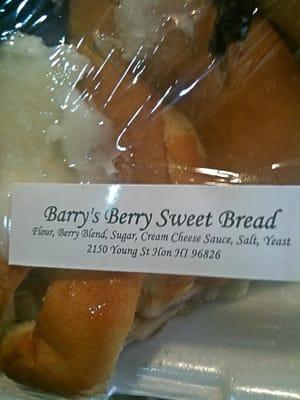 Barry's Berry Sweet Bread
Flour, Berry Blend, Sugar, Cream Cheese Sauce, Salt, Yeast
2150 Young St Hon HI 96826